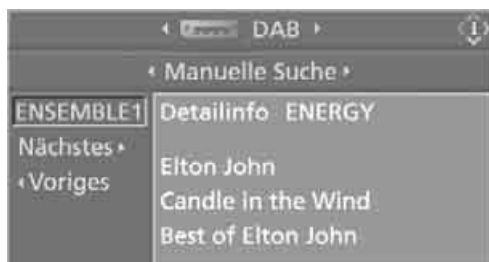 DAB
Manuelle Suche
ENSEMBLE1
Nächstes
Voriges
Detailinfo ENERGY
Elton John
Candle in the Wind
Best of Elton John